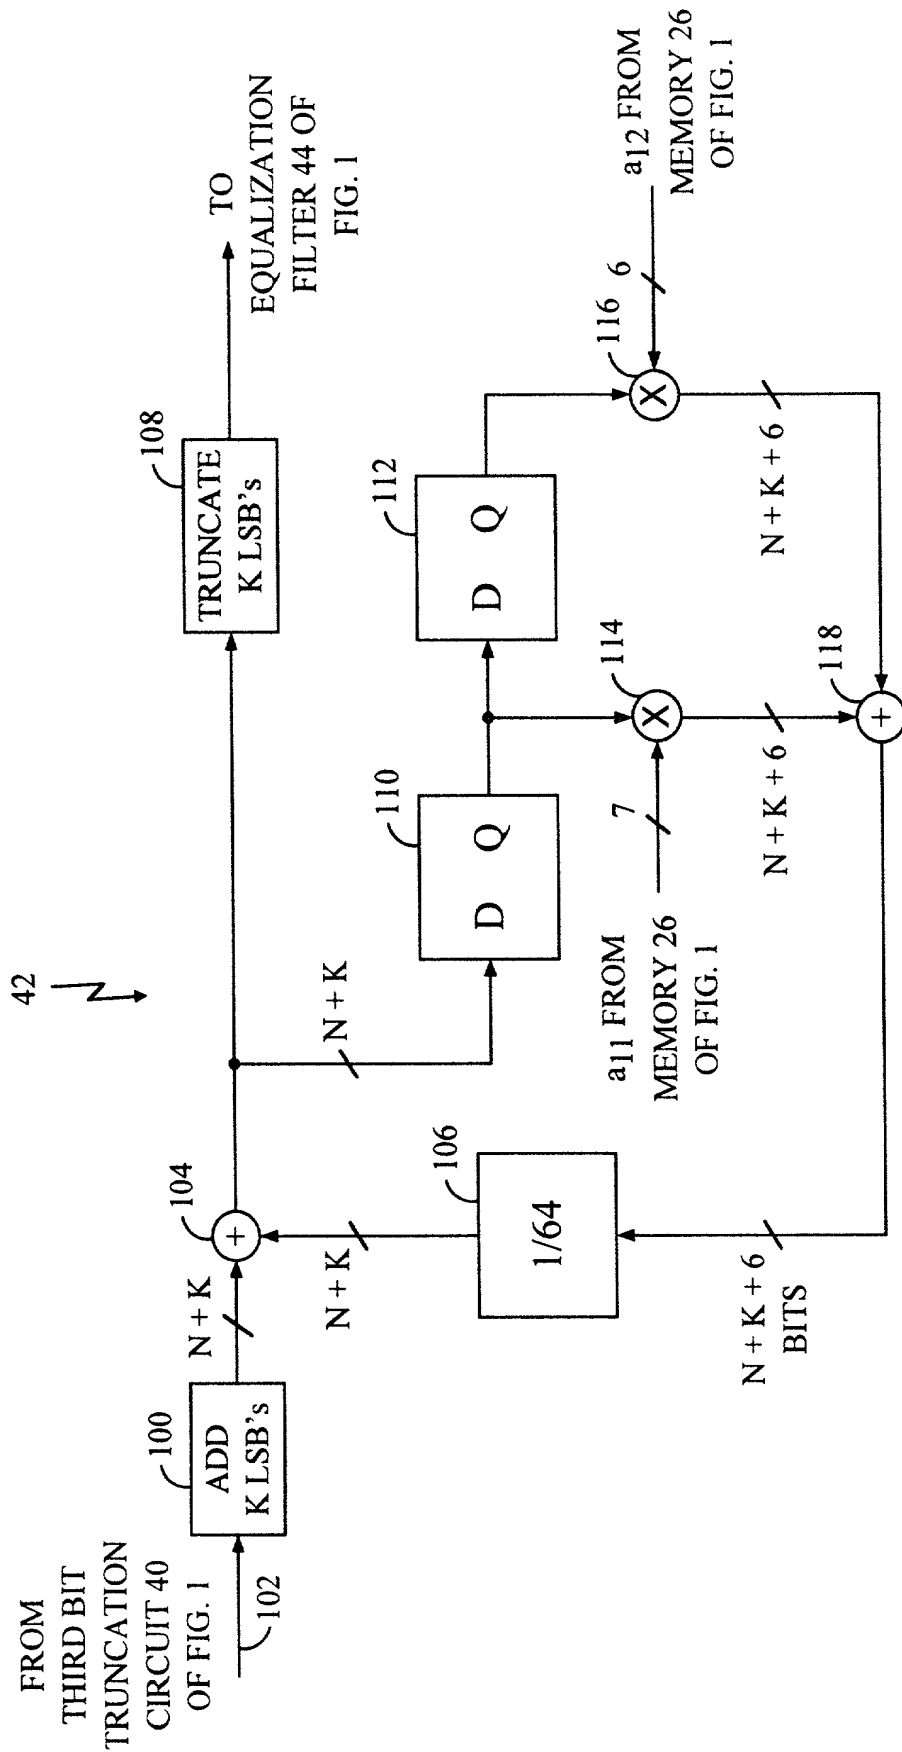 42
FROM
THIRD BIT
TRUNCATION
CIRCUIT 40
OF FIG. 1
102
100
ADD
K LSB's
N + K
104
+
108
TRUNCATE
K LSB's
TO
EQUALIZATION
FILTER 44 OF
FIG. 1
N + K
106
1/64
N + K
110
D Q
112
D Q
a11 FROM
MEMORY 26
OF FIG. 1
7
114
X
116
X
6
a12 FROM
MEMORY 26
OF FIG. 1
N + K + 6
BITS
N + K + 6
118
+
N + K + 6